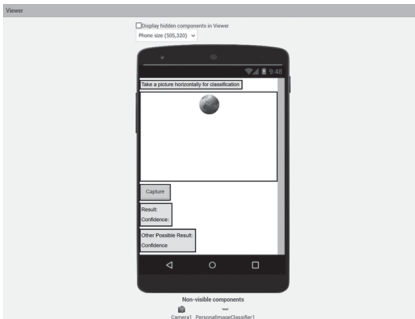 Viewer
Display hidden components in Viewer
Phone size (505,320)
9:48
Take a picture horizontally for classification
Capture
Result:
Confidence:
Other Possible Result:
Confidence
Non-visible components
Camera1 PersonalImageClassifier1